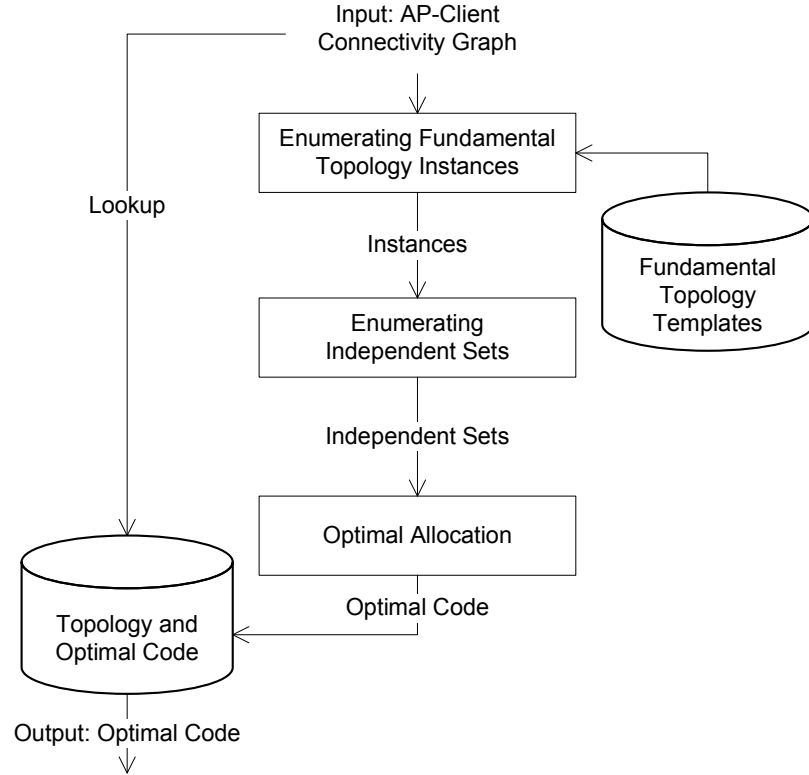 Input: AP-Client
Connectivity Graph
Enumerating Fundamental
Topology Instances
Lookup
Instances
Fundamental
Topology
Templates
Enumerating
Independent Sets
Independent Sets
Optimal Allocation
Optimal Code
Topology and
Optimal Code
Output: Optimal Code